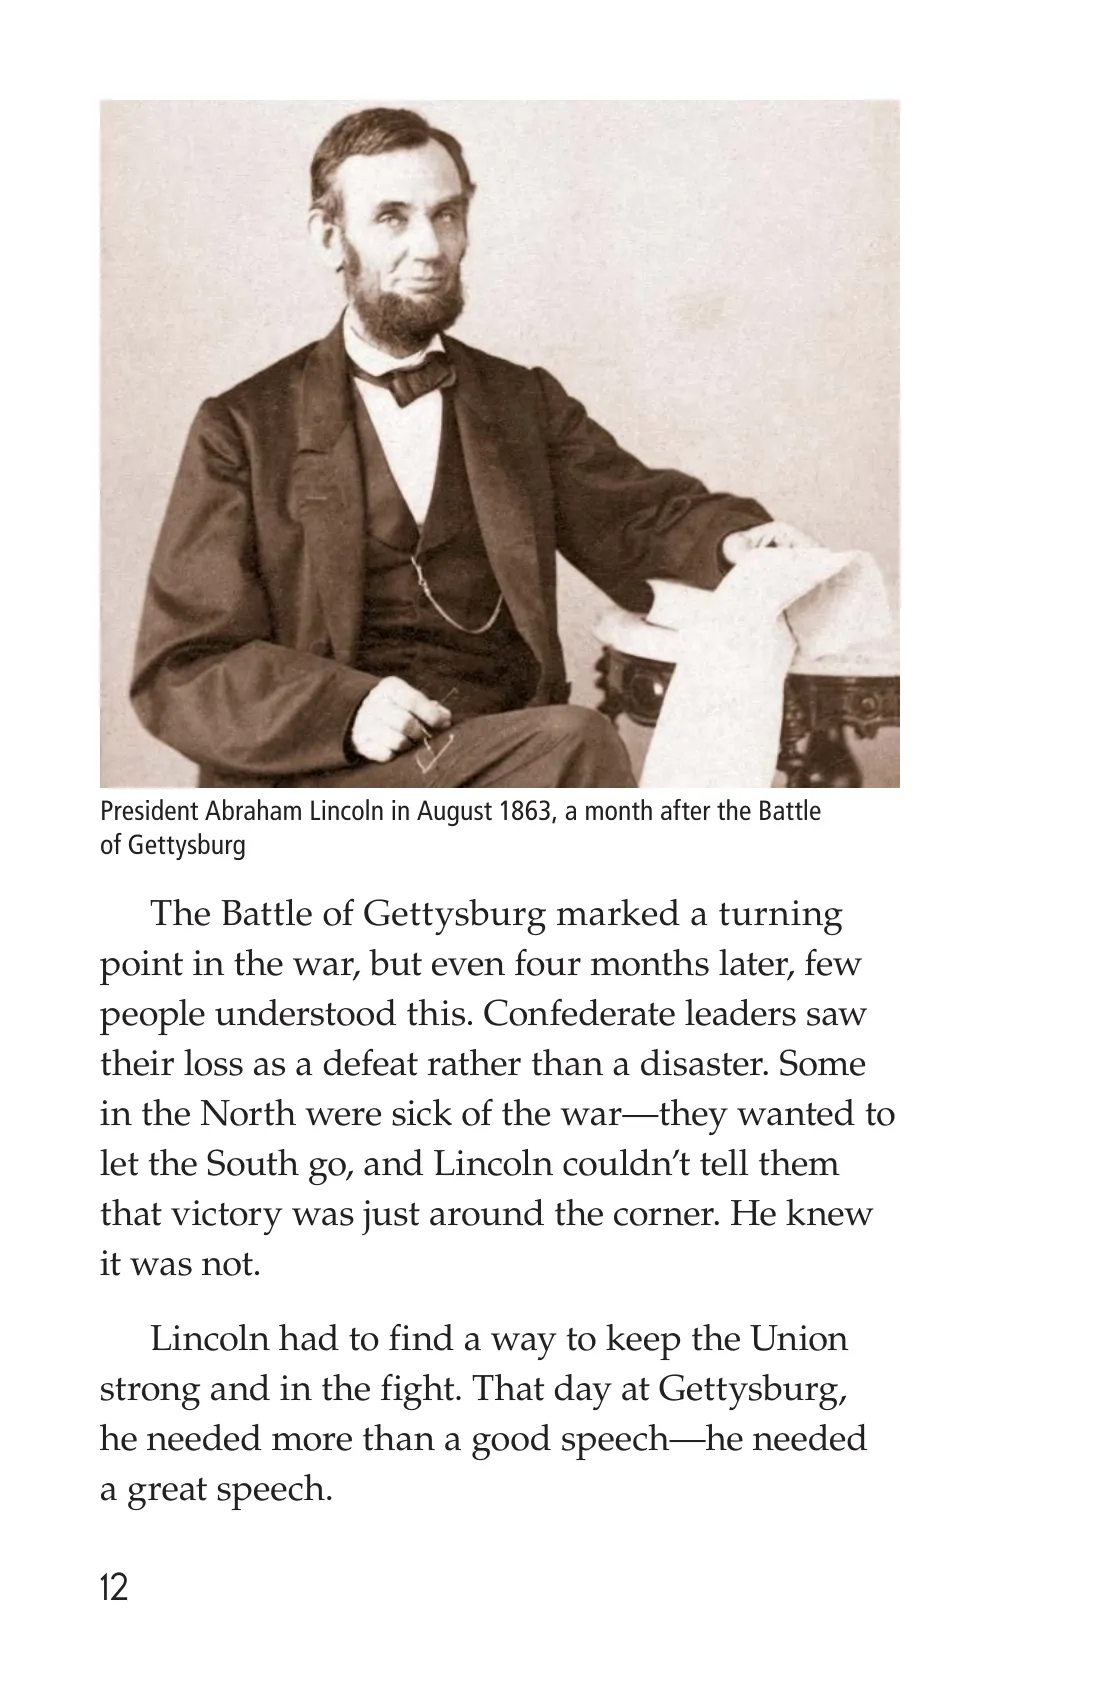 President Abraham Lincoln in August 1863, a month after the Battle
of Gettysburg
The Battle of Gettysburg marked a turning
point in the war, but even four months later, few
people understood this. Confederate leaders saw
their loss as a defeat rather than a disaster. Some
in the North were sick of the war—they wanted to
let the South go, and Lincoln couldn’t tell them
that victory was just around the corner. He knew
it was not.
Lincoln had to find a way to keep the Union
strong and in the fight. That day at Gettysburg,
he needed more than a good speech—he needed
a great speech.
12